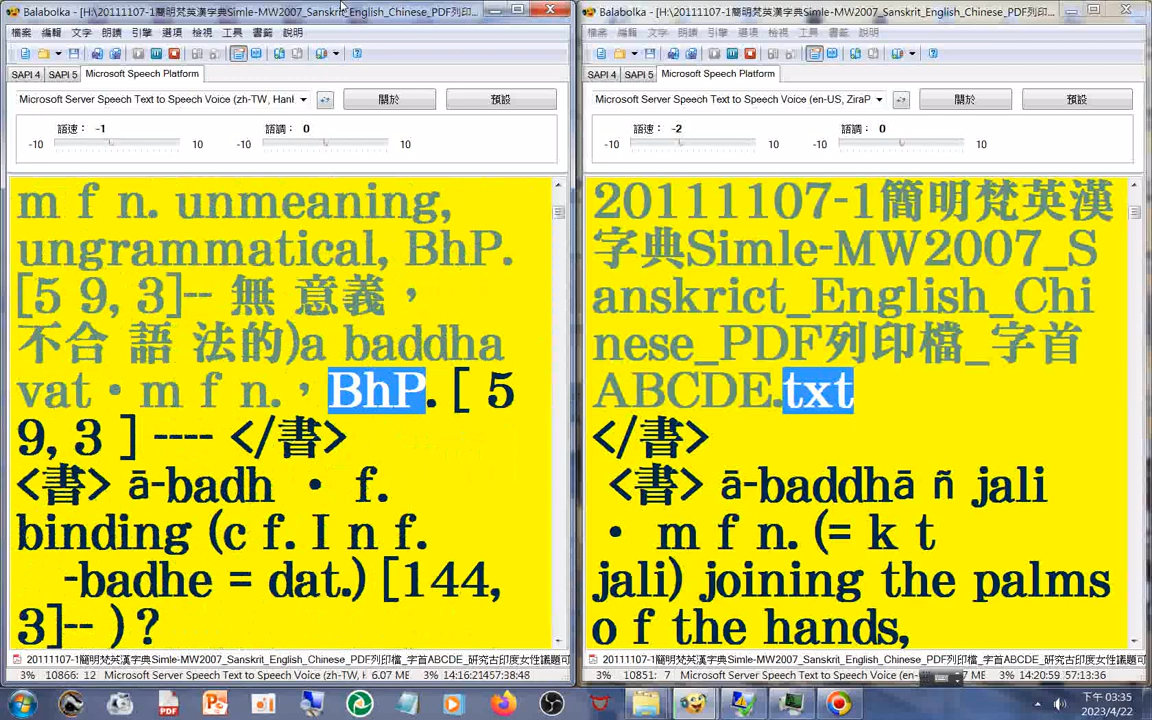 Balabolka - [H:\20111107-1簡明梵英漢字典Simle-MW2007_Sanskrit_English_Chinese_PDF列印...
檔案 編輯 文字 朗讀 引擎 選項 檢視 工具 書籤 說明
SAPI 4 SAPI 5 Microsoft Speech Platform
Microsoft Server Speech Text to Speech Voice (zh-TW, Hanl
關於 預設
語速： -1 語調： 0
-10 10 -10 10
m f n. unmeaning,
ungrammatical, BhP.
[5 9, 3]-- 無 意義，
不合 語 法的)a baddha
vat•m f n.，BhP. [ 5
9, 3 ] ---- </書>
<書> ā-badh • f.
binding (c f. I n f.
-badhe = dat.) [144,
3]-- )？
20111107-1簡明梵英漢字典Simle-MW2007_Sanskrit_English_Chinese_PDF列印檔_字首ABCDE_研究古印度女性議題可
3% 10866: 12 Microsoft Server Speech Text to Speech Voice (zh-TW, H 6.07 MB 3% 14:16:21457:38:48
Balabolka - [H:\20111107-1簡明梵英漢字典Simle-MW2007_Sanskrit_English_Chinese_PDF列印...
檔案 編輯 文字 朗讀 引擎 選項 檢視 工具 書籤 說明
SAPI 4 SAPI 5 Microsoft Speech Platform
Microsoft Server Speech Text to Speech Voice (en-US, ZiraP
關於 預設
語速： -2 語調： 0
-10 10 -10 10
20111107-1簡明梵英漢
字典Simle-MW2007_S
anskrict_English_Chi
nese_PDF列印檔_字首
ABCDE.txt
</書>
<書> ā-baddhā ñ jali
• m f n. (= k t
jali) joining the palms
o f the hands,
20111107-1簡明梵英漢字典Simle-MW2007_Sanskrit_English_Chinese_PDF列印檔_字首ABCDE_研究古印度女性議題可
3% 10851: 7 Microsoft Server Speech Text to Speech Voice (en-US 3% 14:20:59
下午 03:35
2023/4/22